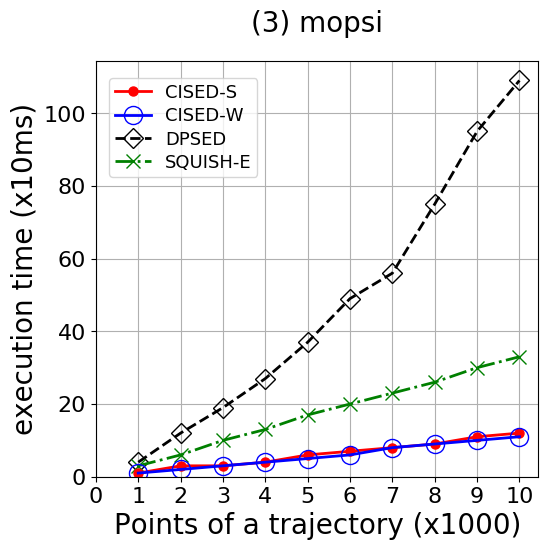 (3) mopsi
execution time (x10ms)
100
80
60
40
20
0
CISED-S
CISED-W
DPSED
SQUISH-E
0 1 2 3 4 5 6 7 8 9 10
Points of a trajectory (x1000)